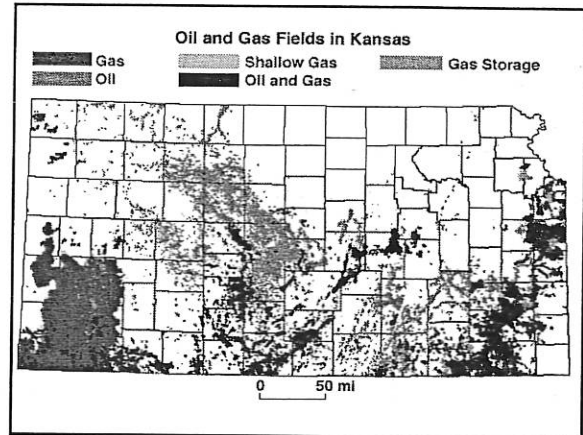 Oil and Gas Fields in Kansas
Gas
Shallow Gas
Gas Storage
Oil
Oil and Gas
0 50 mi